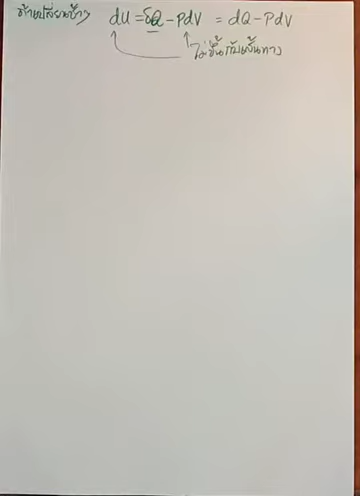 ถ้าเปลี่ยนช้าๆ dU = δQ - PdV = dQ - PdV
ไม่ขึ้นกับเส้นทาง